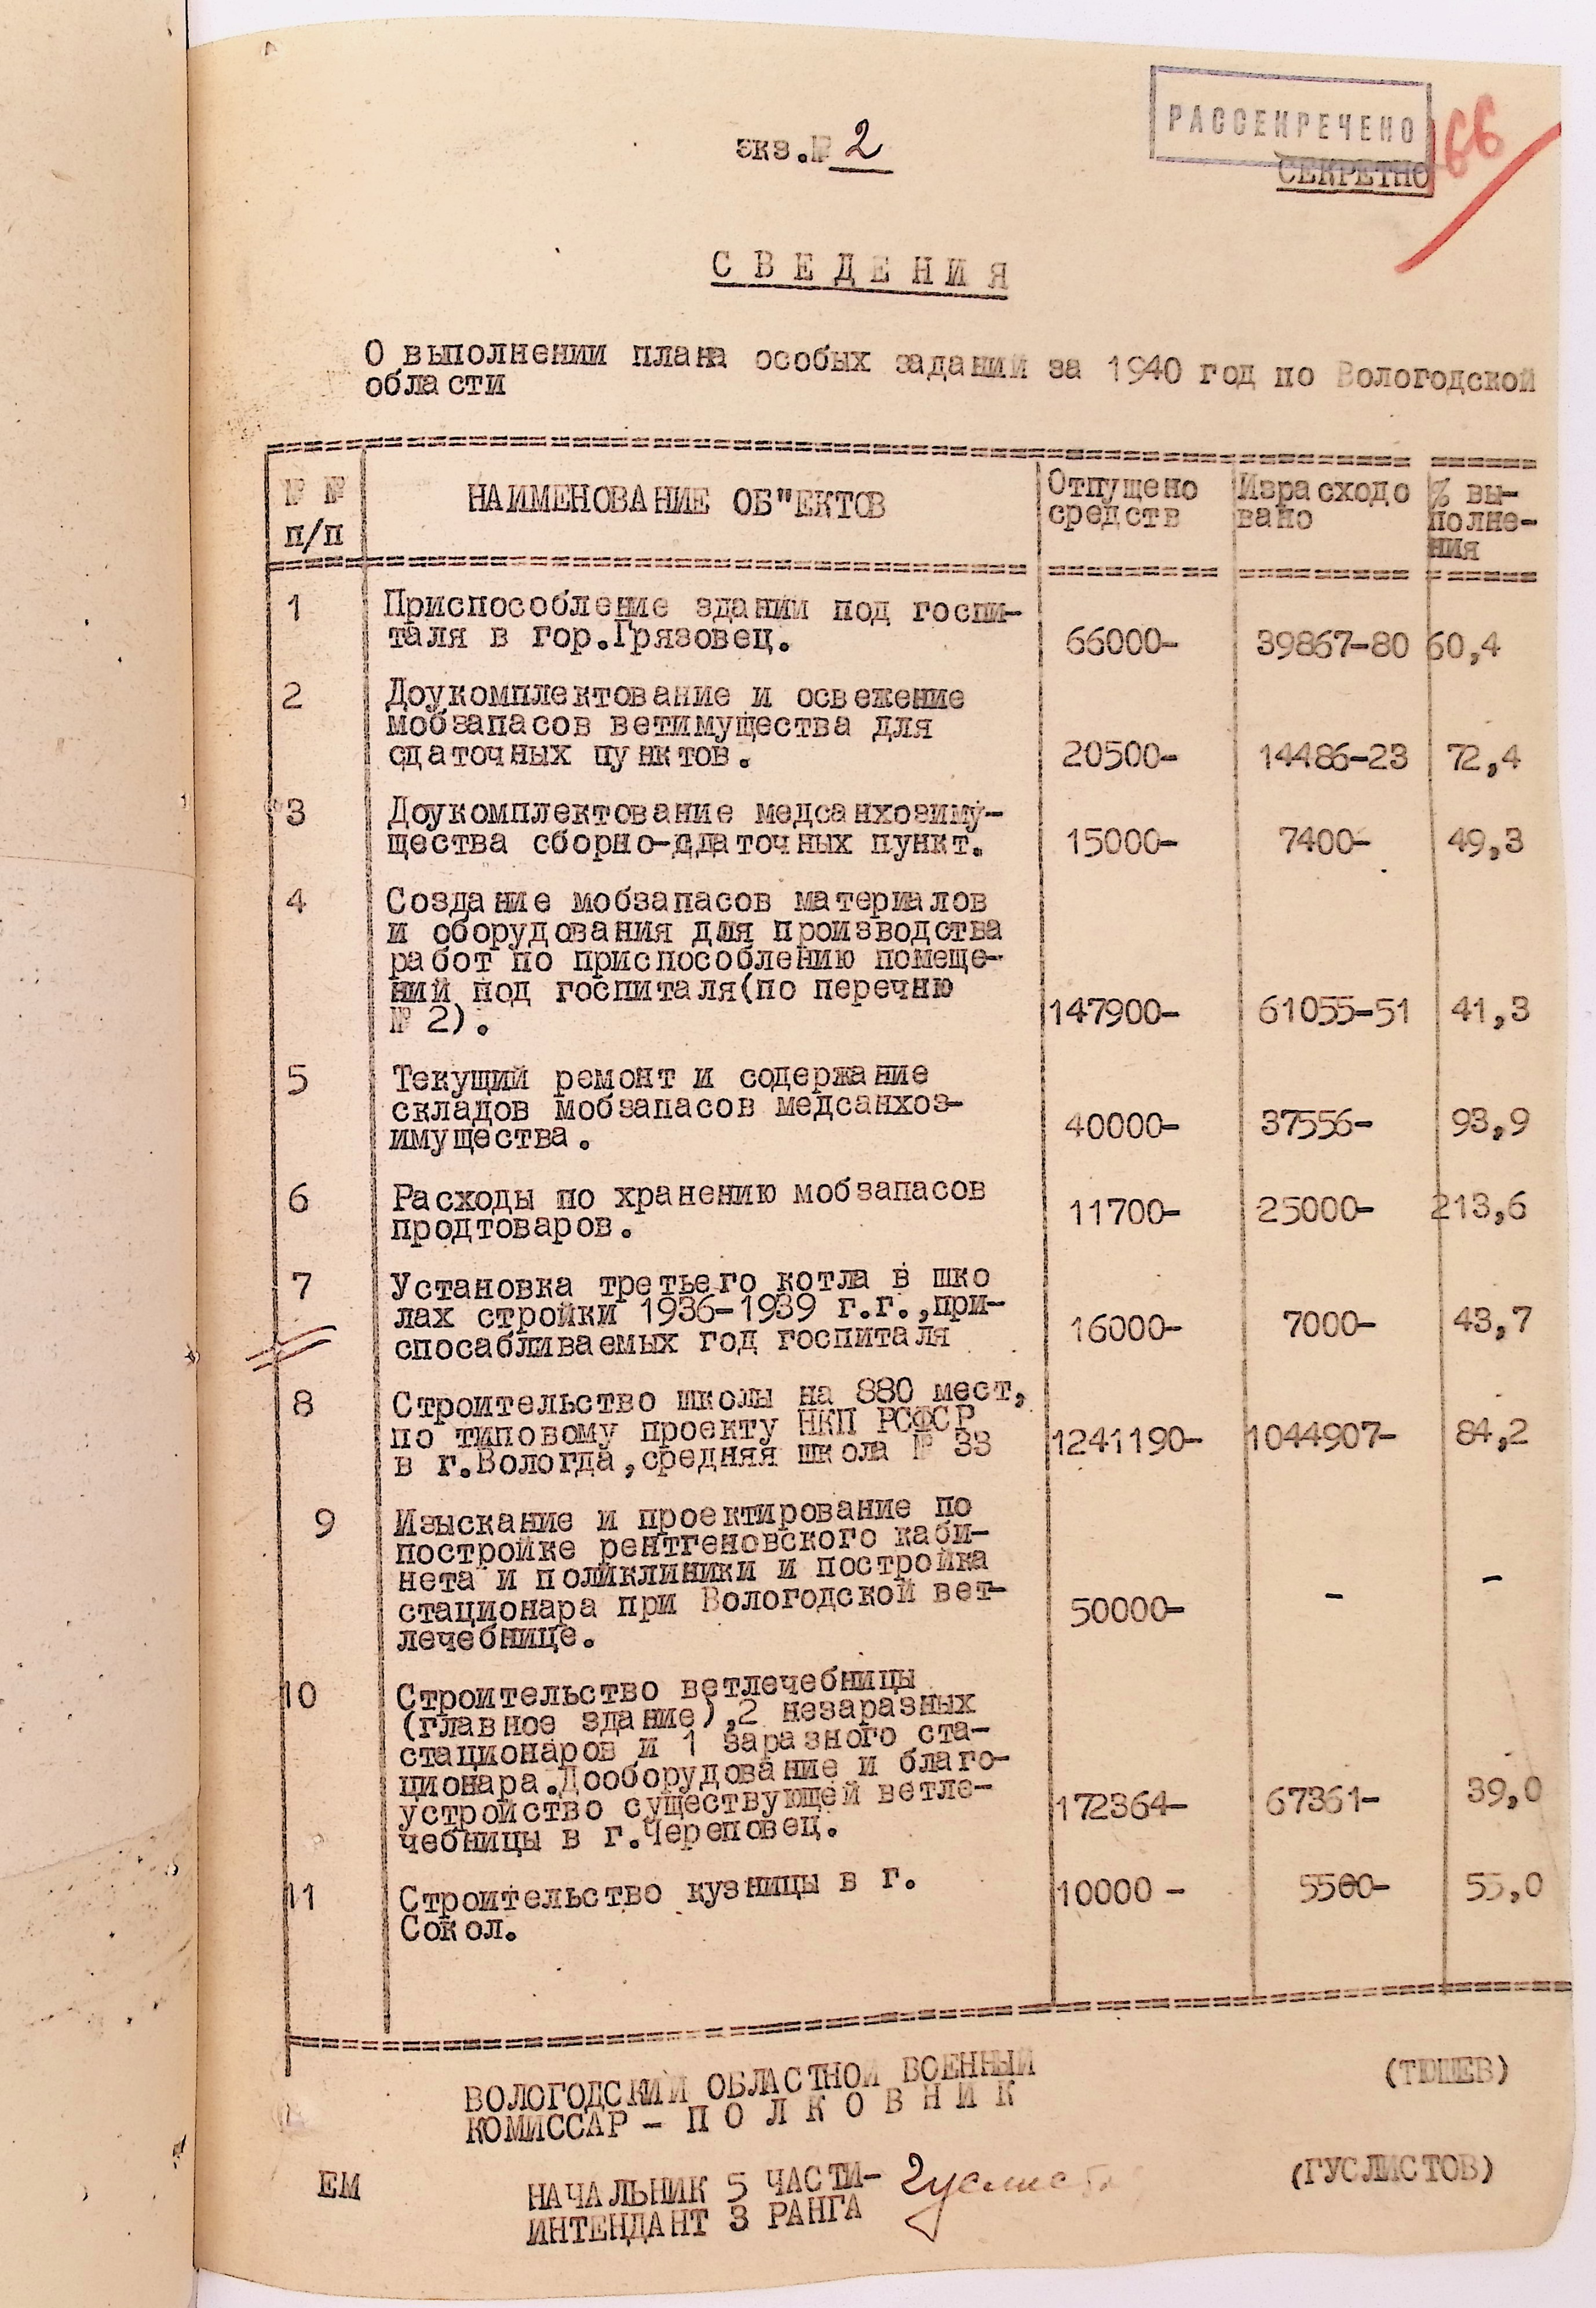 экз.№ 2
РАССЕКРЕЧЕНО
66
СЕКРЕТНО
С В Е Д Е Н И Я
О выполнении плана особых заданий за 1940 год по Вологодской
области
№ №
п/п
НАИМЕНОВАНИЕ ОБ"ЕКТОВ
Отпущено
средств
Израсходо
вано
% вы-
полне-
ния
1 Приспособление зданий под госпи-
таля в гор.Грязовец. 66000- 39867-80 60,4
2 Доукомплектование и освежение
мобзапасов ветимущества для
сдаточных пунктов. 20500- 14486-23 72,4
3 Доукомплектование медсанхозиму-
щества сборно-сдаточных пункт. 15000- 7400- 49,3
4 Создание мобзапасов материалов
и оборудования для производства
работ по приспособлению помеще-
ний под госпиталя(по перечню
№ 2). 147900- 61055-51 41,3
5 Текущий ремонт и содержание
складов мобзапасов медсанхоз-
имущества. 40000- 37556- 93,9
6 Расходы по хранению мобзапасов
продтоваров. 11700- 25000- 213,6
7 Установка третьего котла в шко
лах стройки 1936-1939 г.г.,при-
спосабливаемых год госпиталя 16000- 7000- 43,7
8 Строительство школы на 880 мест,
по типовому проекту НКП РСФСР
в г.Вологда,средняя школа № 33 1241190- 1044907- 84,2
9 Изыскание и проектирование по
постройке рентгеновского каби-
нета и поликлиники и постройка
стационара при Вологодской вет-
лечебнице. 50000- - -
10 Строительство ветлечебницы
(главное здание),2 незаразных
стационаров и 1 заразного ста-
ционара.Дооборудование и благо-
устройство существующей ветле-
чебницы в г.Череповец. 172364- 67361- 39,0
11 Строительство кузницы в г.
Сокол. 10000 - 5500- 55,0
ВОЛОГОДСКИЙ ОБЛАСТНОЙ ВОЕННЫЙ
КОМИССАР - П О Л К О В Н И К (ТЮШЕВ)
ЕМ
НАЧАЛЬНИК 5 ЧАСТИ- Гуслистов (ГУСЛИСТОВ)
ИНТЕНДАНТ 3 РАНГА